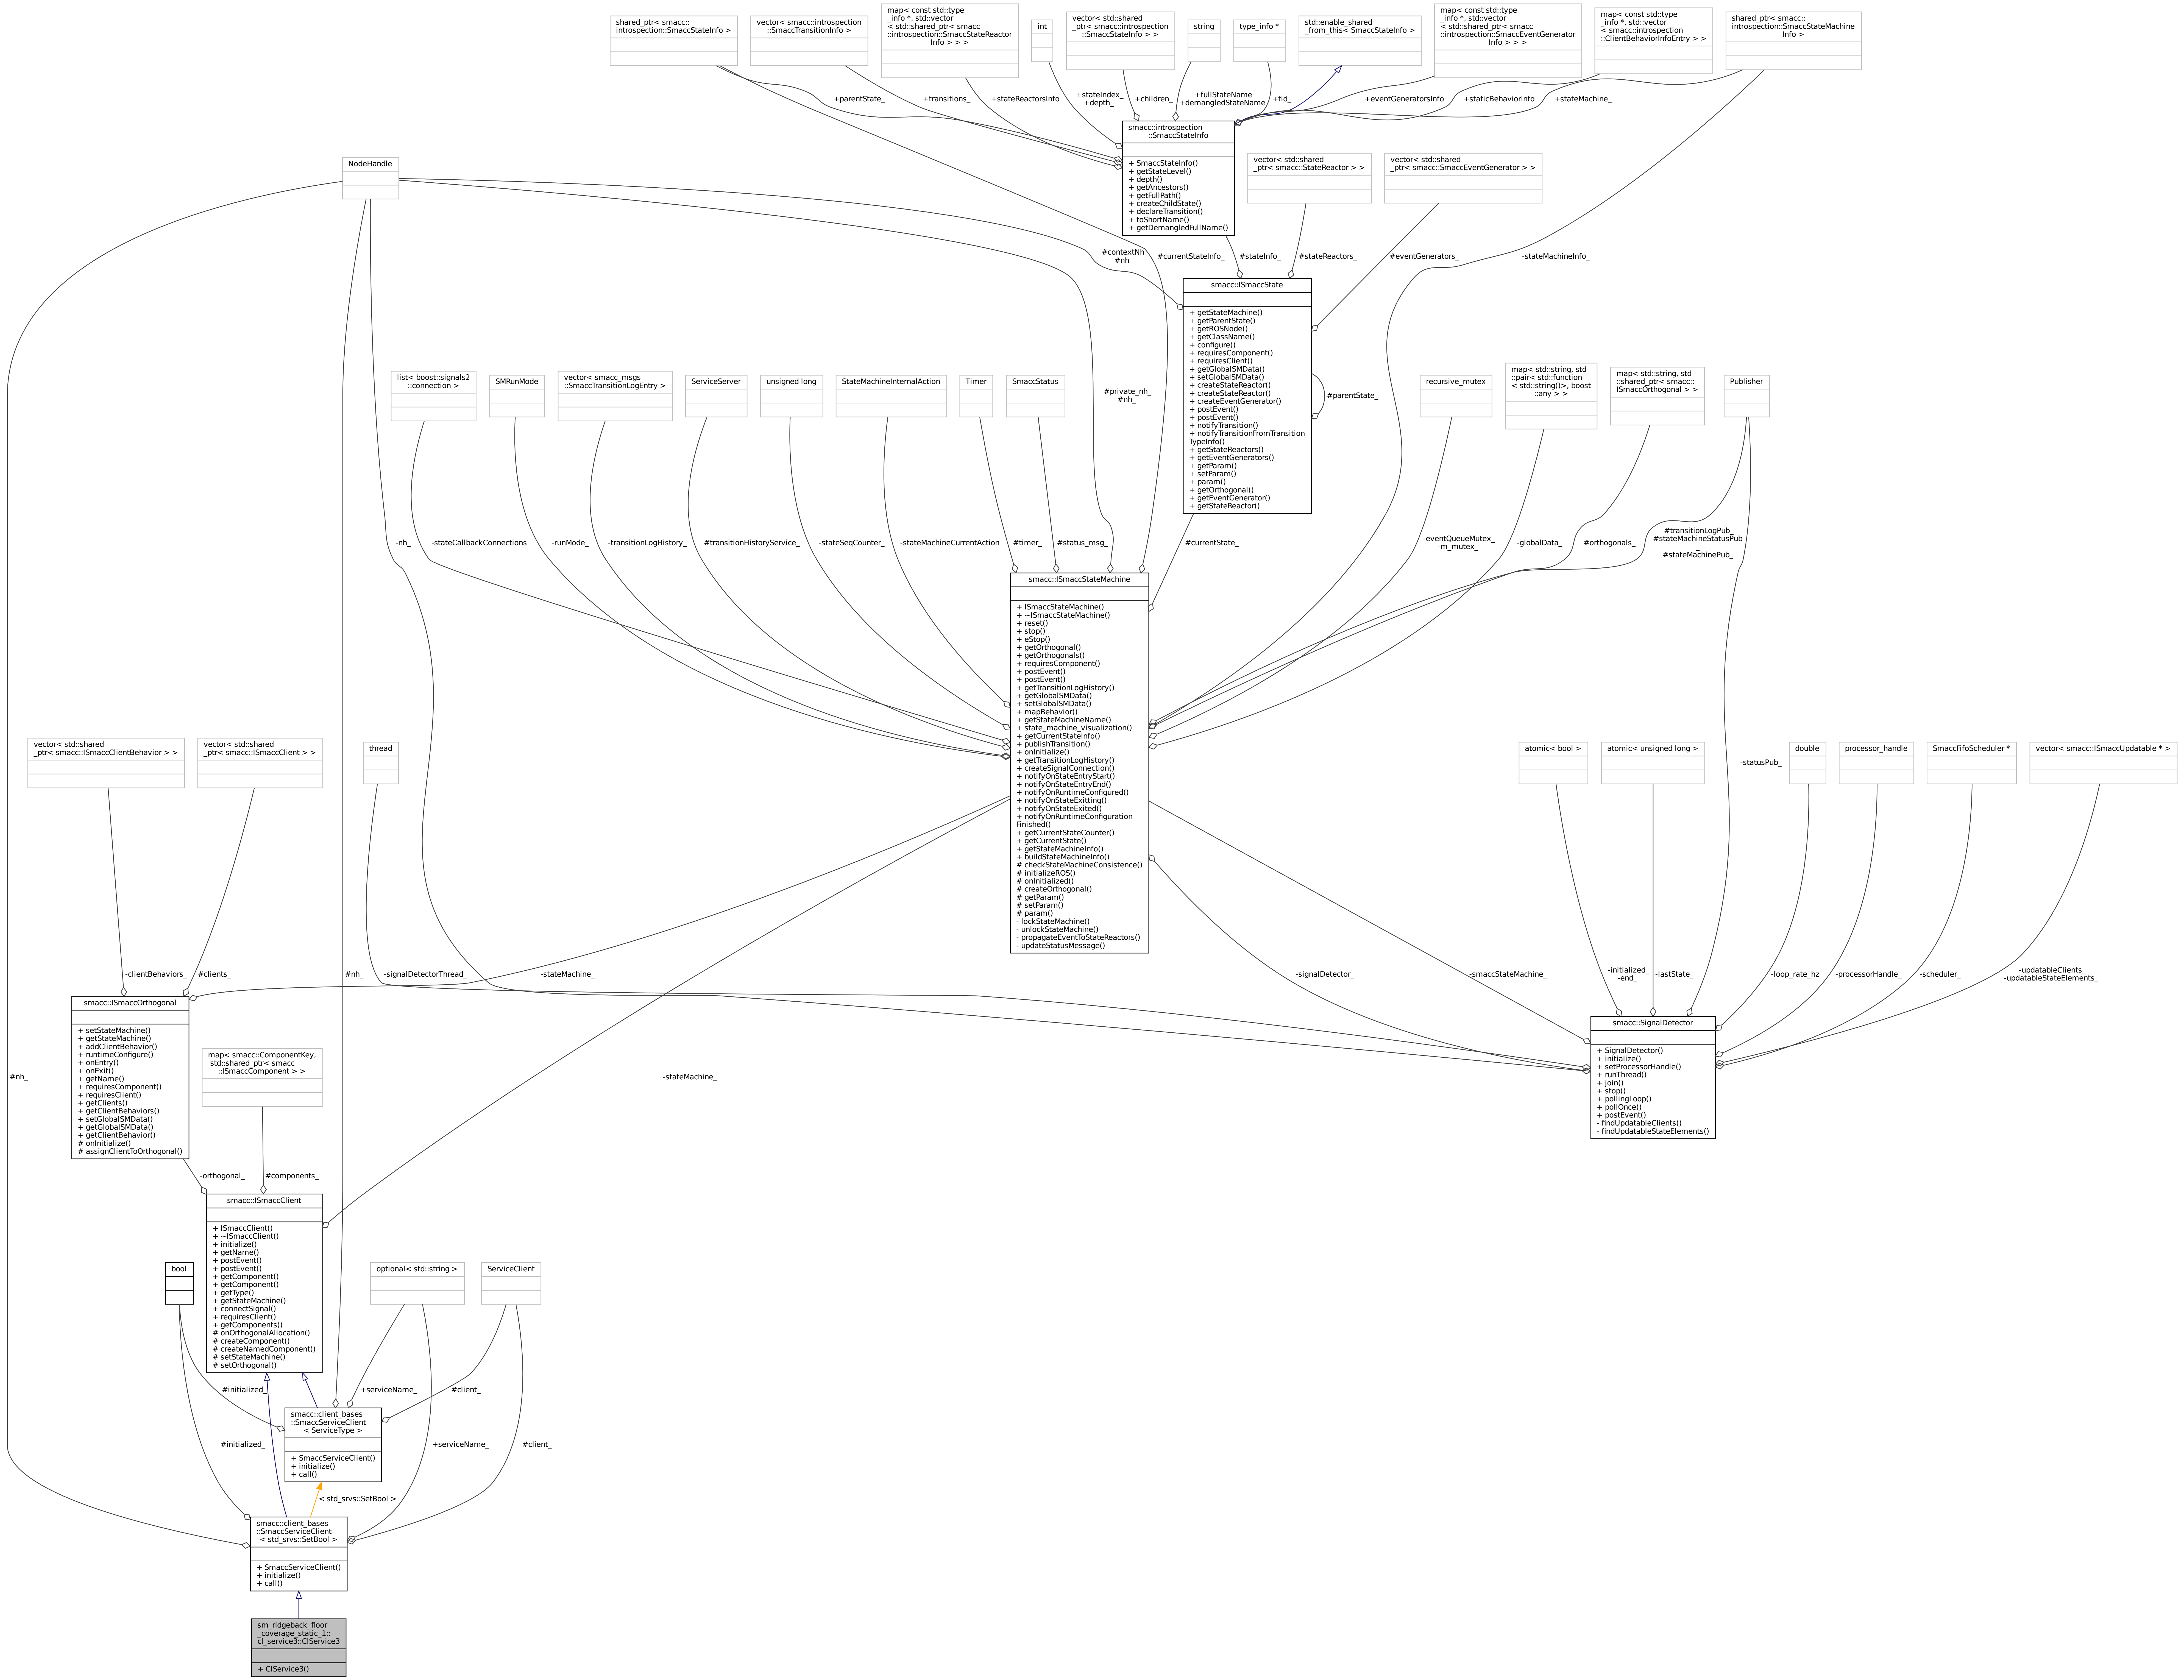 shared_ptr< smacc::
introspection::SmaccStateInfo >
vector< smacc::introspection
::SmaccTransitionInfo >
map< const std::type
_info *, std::vector
< std::shared_ptr< smacc
::introspection::SmaccStateReactor
Info > > >
int
vector< std::shared
_ptr< smacc::introspection
::SmaccStateInfo > >
string
type_info *
std::enable_shared
_from_this< SmaccStateInfo >
map< const std::type
_info *, std::vector
< std::shared_ptr< smacc
::introspection::SmaccEventGenerator
Info > > >
map< const std::type
_info *, std::vector
< smacc::introspection
::ClientBehaviorInfoEntry > >
shared_ptr< smacc::
introspection::SmaccStateMachine
Info >
+parentState_
+transitions_
+stateReactorsInfo
+stateIndex_
+depth_
+children_
+fullStateName
+demangledStateName
+tid_
+eventGeneratorsInfo
+staticBehaviorInfo
+stateMachine_
smacc::introspection
::SmaccStateInfo
+ SmaccStateInfo()
+ getStateLevel()
+ depth()
+ getAncestors()
+ getFullPath()
+ createChildState()
+ declareTransition()
+ toShortName()
+ getDemangledFullName()
NodeHandle
vector< std::shared
_ptr< smacc::StateReactor > >
vector< std::shared
_ptr< smacc::SmaccEventGenerator > >
#contextNh
#nh
#currentStateInfo_
#stateInfo_
#stateReactors_
#eventGenerators_
-stateMachineInfo_
smacc::ISmaccState
+ getStateMachine()
+ getParentState()
+ getROSNode()
+ getClassName()
+ configure()
+ requiresComponent()
+ requiresClient()
+ getGlobalSMData()
+ setGlobalSMData()
+ createStateReactor()
+ createStateReactor()
+ createEventGenerator()
+ postEvent()
+ postEvent()
+ notifyTransition()
+ notifyTransitionFromTransition
TypeInfo()
+ getStateReactors()
+ getEventGenerators()
+ getParam()
+ setParam()
+ param()
+ getOrthogonal()
+ getEventGenerator()
+ getStateReactor()
#parentState_
list< boost::signals2
::connection >
SMRunMode
vector< smacc_msgs
::SmaccTransitionLogEntry >
ServiceServer
unsigned long
StateMachineInternalAction
Timer
SmaccStatus
#private_nh_
#nh_
recursive_mutex
map< std::string, std
::pair< std::function
< std::string()>, boost
::any > >
map< std::string, std
::shared_ptr< smacc::
ISmaccOrthogonal > >
Publisher
-nh_
-stateCallbackConnections
-runMode_
-transitionLogHistory_
#transitionHistoryService_
-stateSeqCounter_
-stateMachineCurrentAction
#timer_
#status_msg_
#currentState_
-eventQueueMutex_
-m_mutex_
-globalData_
#orthogonals_
#transitionLogPub_
#stateMachineStatusPub
_
#stateMachinePub_
smacc::ISmaccStateMachine
+ ISmaccStateMachine()
+ ~ISmaccStateMachine()
+ reset()
+ stop()
+ eStop()
+ getOrthogonal()
+ getOrthogonals()
+ requiresComponent()
+ postEvent()
+ postEvent()
+ getTransitionLogHistory()
+ getGlobalSMData()
+ setGlobalSMData()
+ mapBehavior()
+ getStateMachineName()
+ state_machine_visualization()
+ getCurrentStateInfo()
+ publishTransition()
+ onInitialize()
+ getTransitionLogHistory()
+ createSignalConnection()
+ notifyOnStateEntryStart()
+ notifyOnStateEntryEnd()
+ notifyOnRuntimeConfigured()
+ notifyOnStateExitting()
+ notifyOnStateExited()
+ notifyOnRuntimeConfiguration
Finished()
+ getCurrentStateCounter()
+ getCurrentState()
+ getStateMachineInfo()
+ buildStateMachineInfo()
# checkStateMachineConsistence()
# initializeROS()
# onInitialized()
# createOrthogonal()
# getParam()
# setParam()
# param()
- lockStateMachine()
- unlockStateMachine()
- propagateEventToStateReactors()
- updateStatusMessage()
vector< std::shared
_ptr< smacc::ISmaccClientBehavior > >
vector< std::shared
_ptr< smacc::ISmaccClient > >
thread
atomic< bool >
atomic< unsigned long >
-statusPub_
double
processor_handle
SmaccFifoScheduler *
vector< smacc::ISmaccUpdatable * >
-clientBehaviors_
#clients_
#nh_
-signalDetectorThread_
-stateMachine_
-signalDetector_
-smaccStateMachine_
-initialized_
-end_
-lastState_
-loop_rate_hz
-processorHandle_
-scheduler_
-updatableClients_
-updatableStateElements_
smacc::ISmaccOrthogonal
+ setStateMachine()
+ getStateMachine()
+ addClientBehavior()
+ runtimeConfigure()
+ onEntry()
+ onExit()
+ getName()
+ requiresComponent()
+ requiresClient()
+ getClients()
+ getClientBehaviors()
+ setGlobalSMData()
+ getGlobalSMData()
+ getClientBehavior()
# onInitialize()
# assignClientToOrthogonal()
smacc::SignalDetector
+ SignalDetector()
+ initialize()
+ setProcessorHandle()
+ runThread()
+ join()
+ stop()
+ pollingLoop()
+ pollOnce()
+ postEvent()
- findUpdatableClients()
- findUpdatableStateElements()
map< smacc::ComponentKey,
std::shared_ptr< smacc
::ISmaccComponent > >
#nh_
-stateMachine_
-orthogonal_
#components_
smacc::ISmaccClient
+ ISmaccClient()
+ ~ISmaccClient()
+ initialize()
+ getName()
+ postEvent()
+ postEvent()
+ getComponent()
+ getComponent()
+ getType()
+ getStateMachine()
+ connectSignal()
+ requiresClient()
+ getComponents()
# onOrthogonalAllocation()
# createComponent()
# createNamedComponent()
# setStateMachine()
# setOrthogonal()
bool
optional< std::string >
ServiceClient
#initialized_
+serviceName_
#client_
smacc::client_bases
::SmaccServiceClient
< ServiceType >
+ SmaccServiceClient()
+ initialize()
+ call()
#initialized_
+serviceName_
#client_
< std_srvs::SetBool >
smacc::client_bases
::SmaccServiceClient
< std_srvs::SetBool >
+ SmaccServiceClient()
+ initialize()
+ call()
sm_ridgeback_floor
_coverage_static_1::
cl_service3::ClService3
+ ClService3()